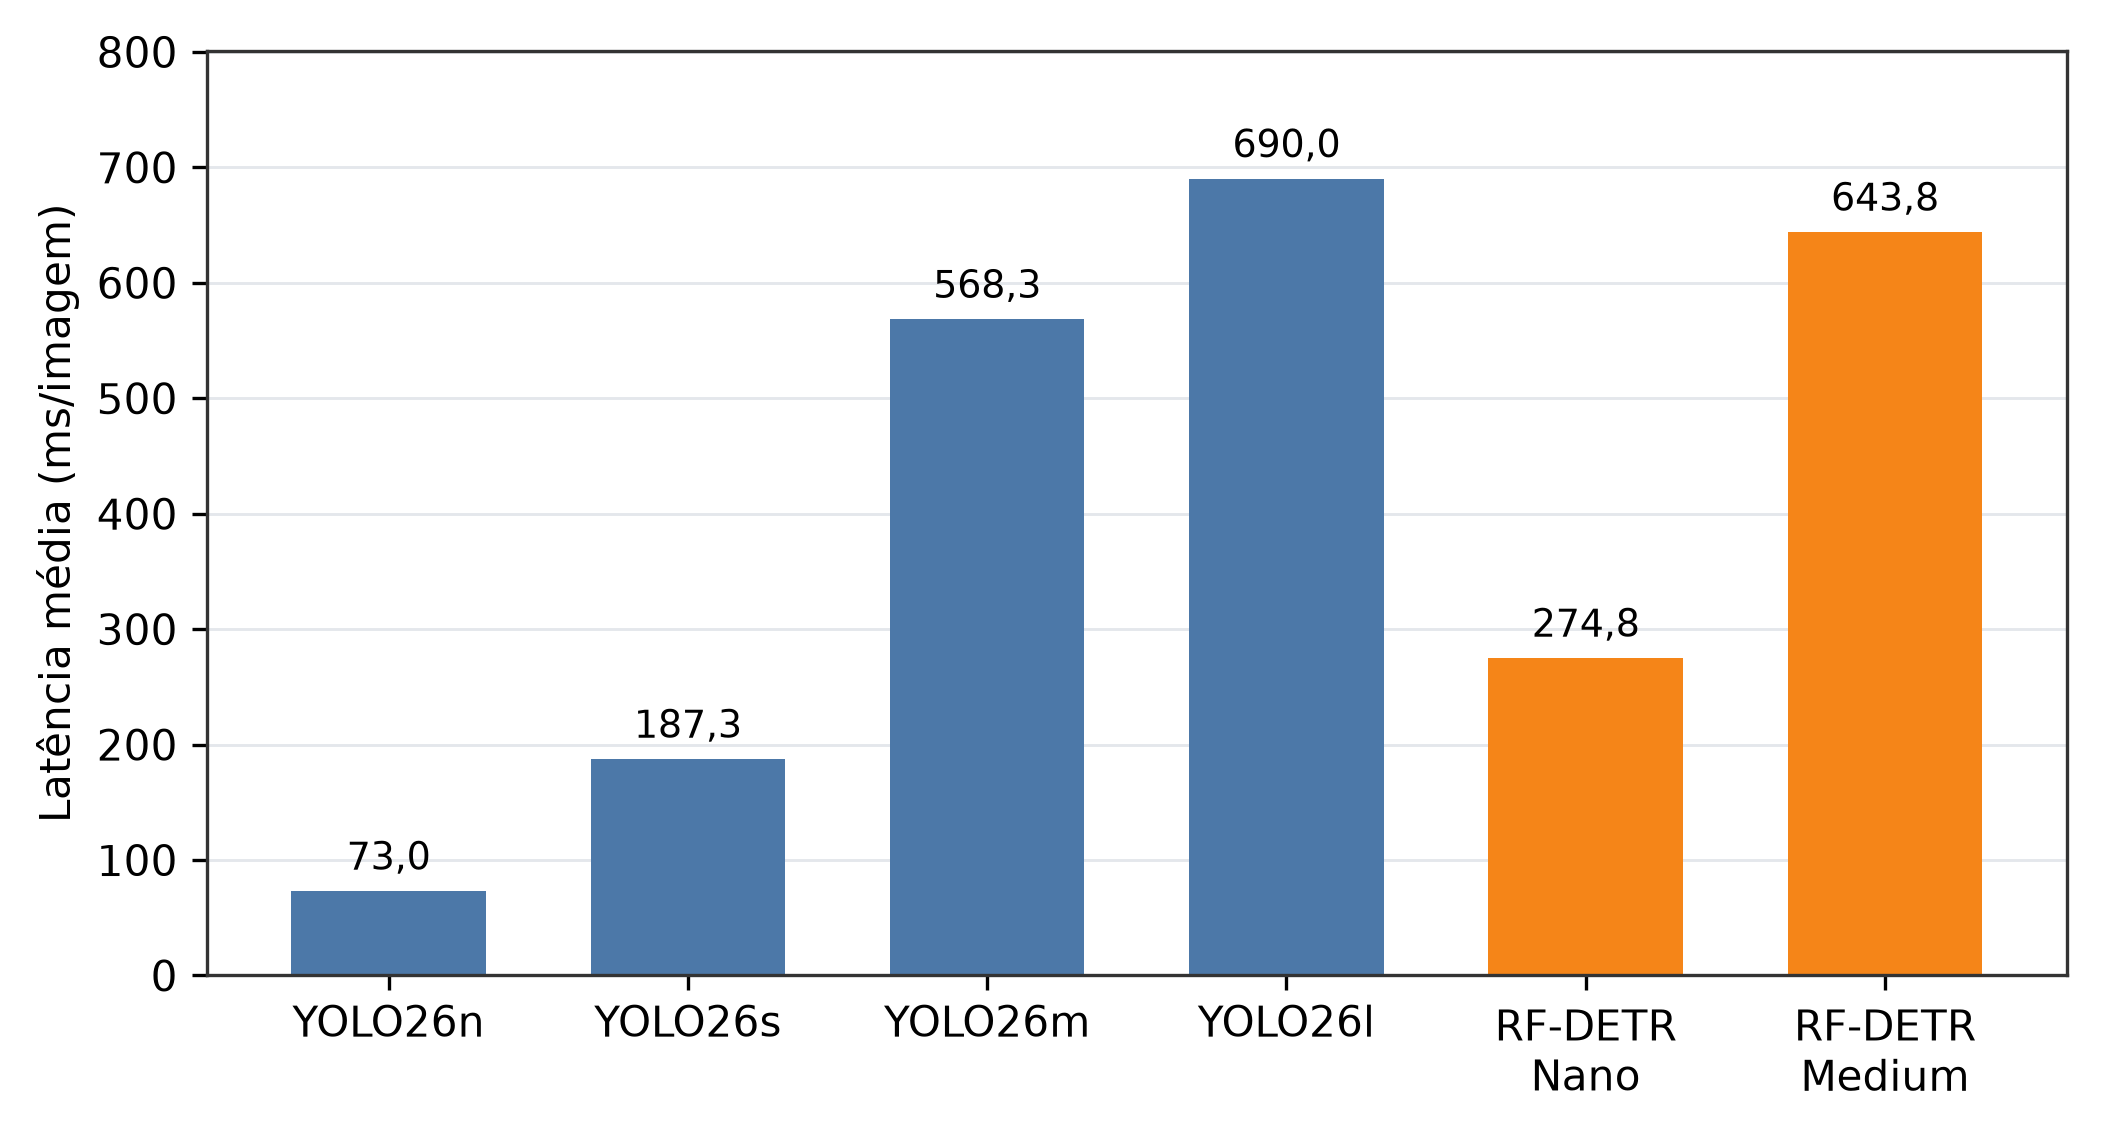 Latência média (ms/imagem)
800
700
600
500
400
300
200
100
0
73,0
187,3
568,3
690,0
274,8
643,8
YOLO26n
YOLO26s
YOLO26m
YOLO26l
RF-DETR
Nano
RF-DETR
Medium